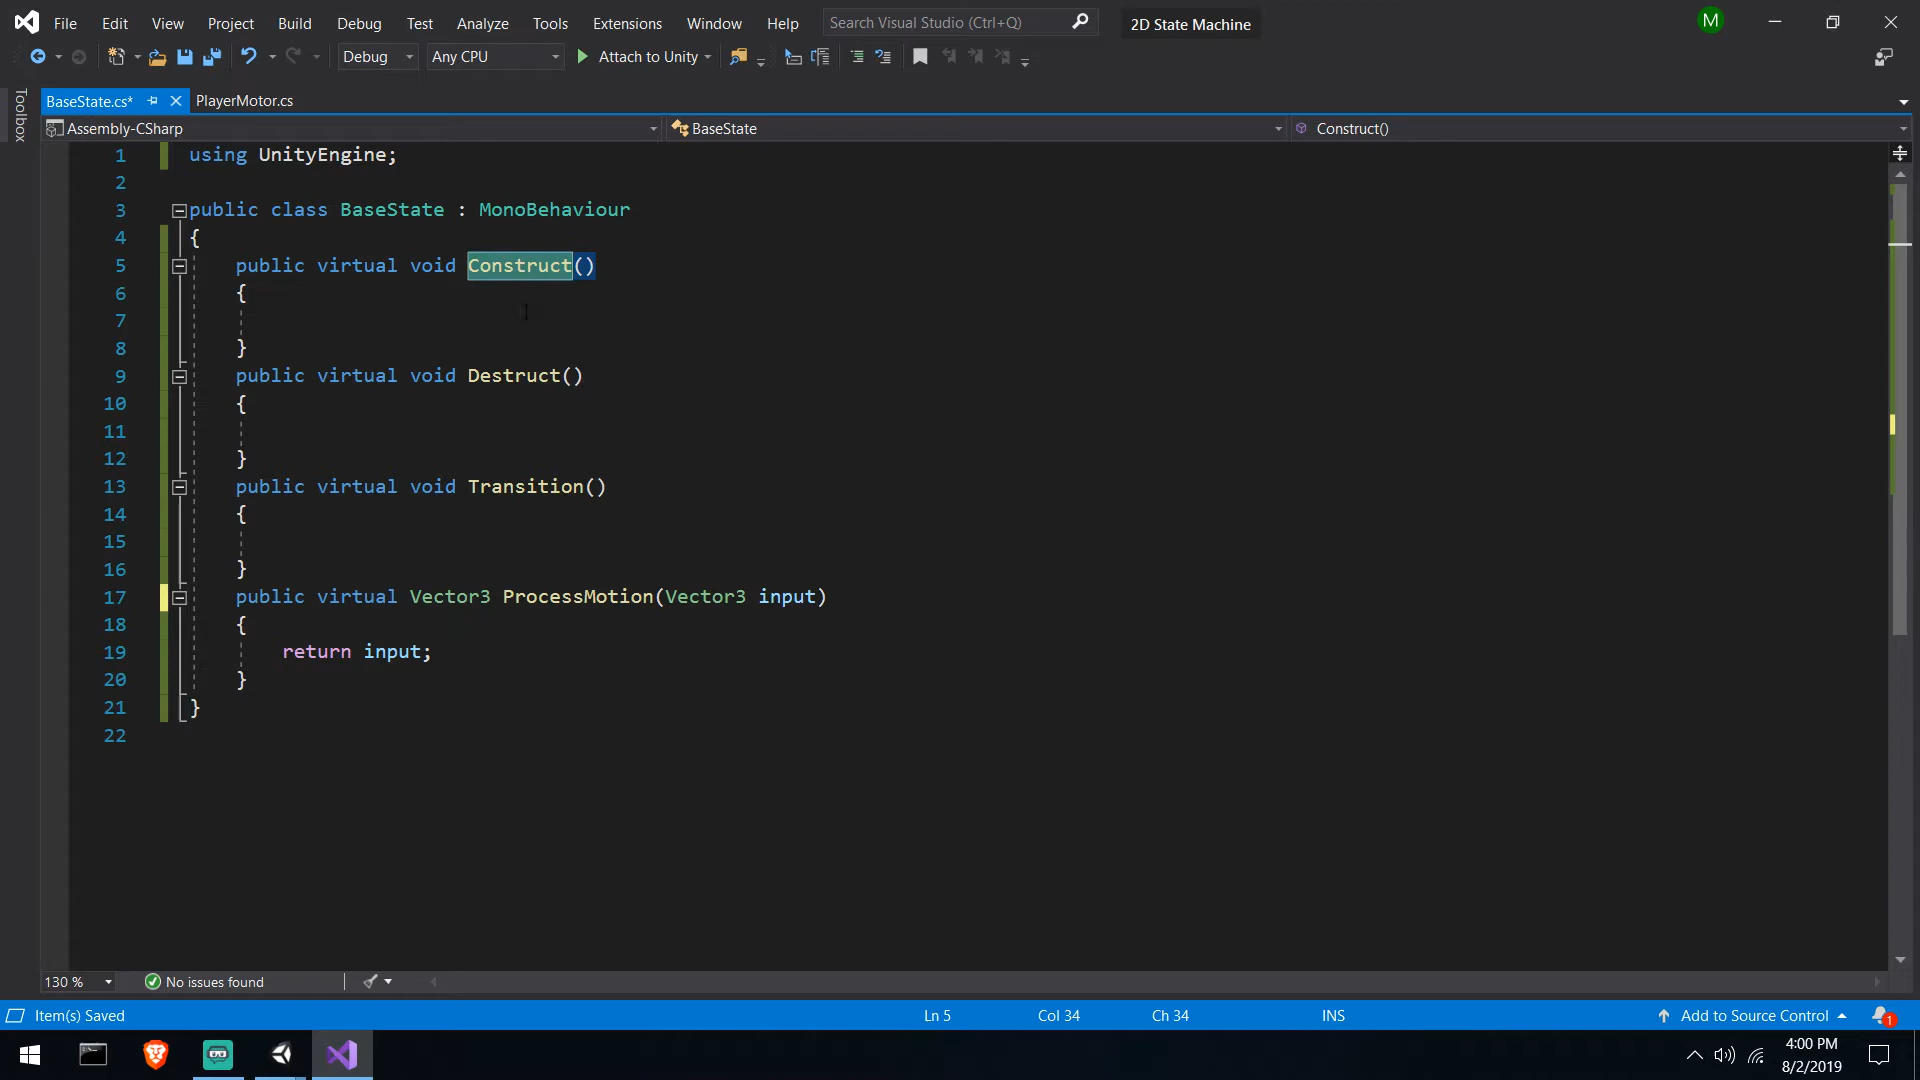 File Edit View Project Build Debug Test Analyze Tools Extensions Window Help Search Visual Studio (Ctrl+Q) 2D State Machine M
Debug Any CPU Attach to Unity
Toolbox
BaseState.cs* PlayerMotor.cs
Assembly-CSharp BaseState Construct()
1 using UnityEngine;
2
3 public class BaseState : MonoBehaviour
4 {
5 public virtual void Construct()
6 {
7
8 }
9 public virtual void Destruct()
10 {
11
12 }
13 public virtual void Transition()
14 {
15
16 }
17 public virtual Vector3 ProcessMotion(Vector3 input)
18 {
19 return input;
20 }
21 }
22
130 % No issues found
Item(s) Saved Ln 5 Col 34 Ch 34 INS Add to Source Control 1
4:00 PM
8/2/2019